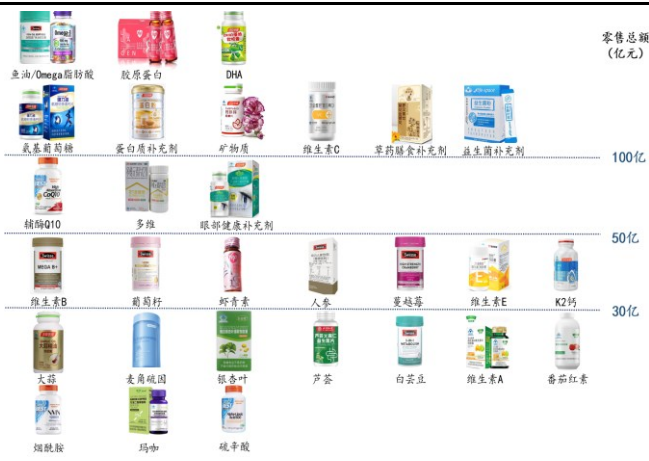 零售总额
(亿元)
鱼油/Omega脂肪酸 胶原蛋白 DHA
氨基葡萄糖 蛋白质补充剂 矿物质 维生素C 草药膳食补充剂 益生菌补充剂
100亿
辅酶Q10 多维 眼部健康补充剂
50亿
维生素B 葡萄籽 虾青素 人参 蔓越莓 维生素E K2钙
30亿
大蒜 麦角硫因 银杏叶 芦荟 白芸豆 维生素A 番茄红素
烟酰胺 玛咖 硫辛酸